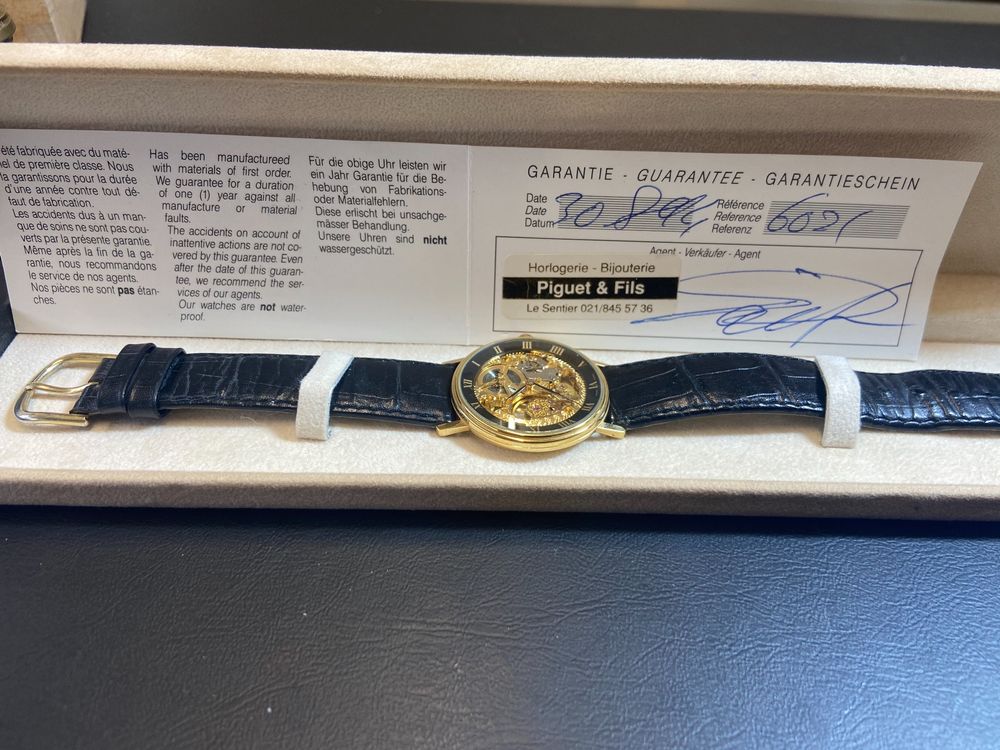 été fabriquée avec du maté-
iel de première classe. Nous
la garantissons pour la durée
d'une année contre tout dé-
faut de fabrication.
Les accidents dus à un man-
que de soins ne sont pas cou-
verts par la présente garantie.
Même après la fin de la ga-
rantie, nous recommandons
le service de nos agents.
Nos pièces ne sont pas étan-
ches.
Has been manufactureed
with materials of first order.
We guarantee for a duration
of one (1) year against all
manufacture or material
faults.
The accidents on account of
inattentive actions are not co-
vered by this guarantee. Even
after the date of this guaran-
tee, we recommend the ser-
vices of our agents.
Our watches are not water-
proof.
Für die obige Uhr leisten wir
ein Jahr Garantie für die Be-
hebung von Fabrikations-
oder Materialfehlern.
Diese erlischt bei unsachge-
mässer Behandlung.
Unsere Uhren sind nicht
wassergeschützt.
GARANTIE - GUARANTEE - GARANTIESCHEIN
Date
Date
Datum
30 8 94
Référence
Reference
Referenz
6021
Agent - Verkäufer - Agent
Horlogerie - Bijouterie
Piguet & Fils
Le Sentier 021/845 57 36
II III IIII V VI